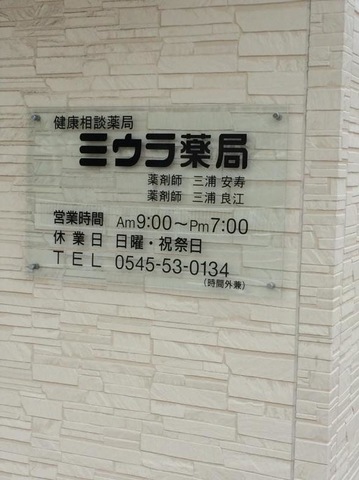 健康相談薬局
ミウラ薬局
薬剤師 三浦 安寿
薬剤師 三浦 良江
営業時間 Am9:00～Pm7:00
休業日 日曜・祝祭日
TEL 0545-53-0134
(時間外兼)